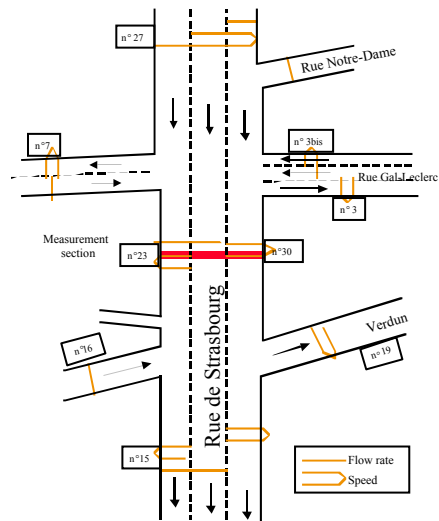 n° 27
Rue Notre-Dame
n°7
n° 3bis
Rue Gal-Leclerc
n° 3
Measurement
section
n°23
n°30
Rue de Strasbourg
Verdun
n°16
n°19
n°15
Flow rate
Speed